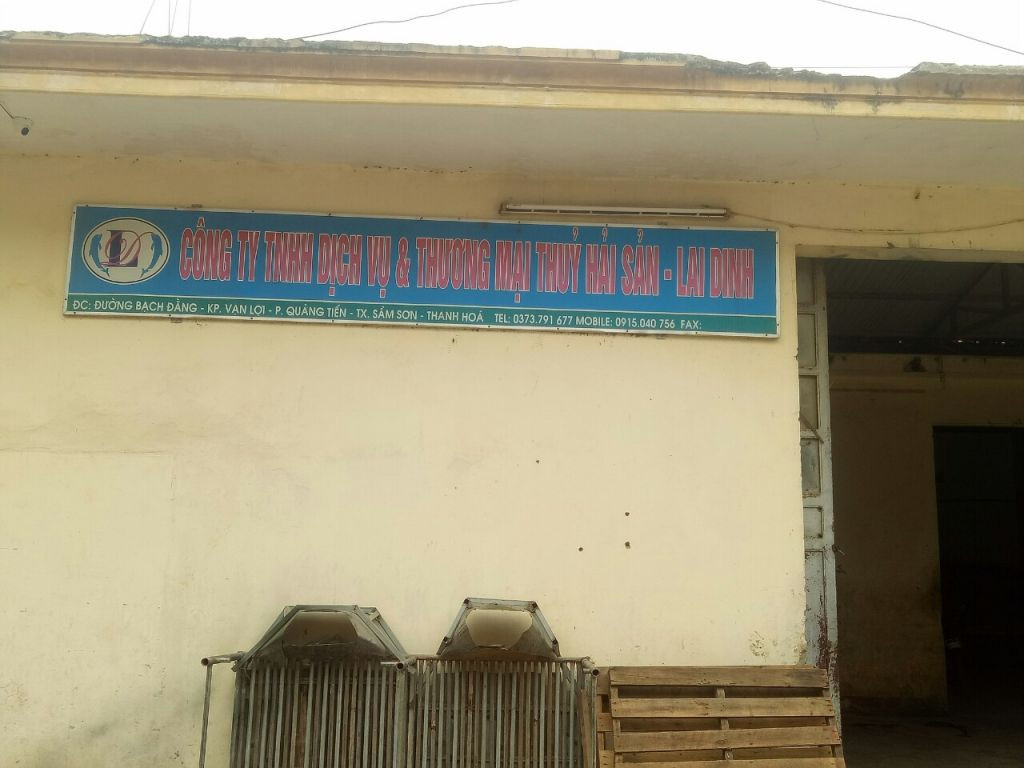 LD
CÔNG TY TNHH DỊCH VỤ & THƯƠNG MẠI THUỶ HẢI SẢN - LAI DINH
ĐC: ĐƯỜNG BẠCH ĐẰNG - KP. VẠN LỢI - P. QUẢNG TIẾN - TX. SẦM SƠN - THANH HOÁ TEL: 0373.791 677 MOBILE: 0915.040 756 FAX: